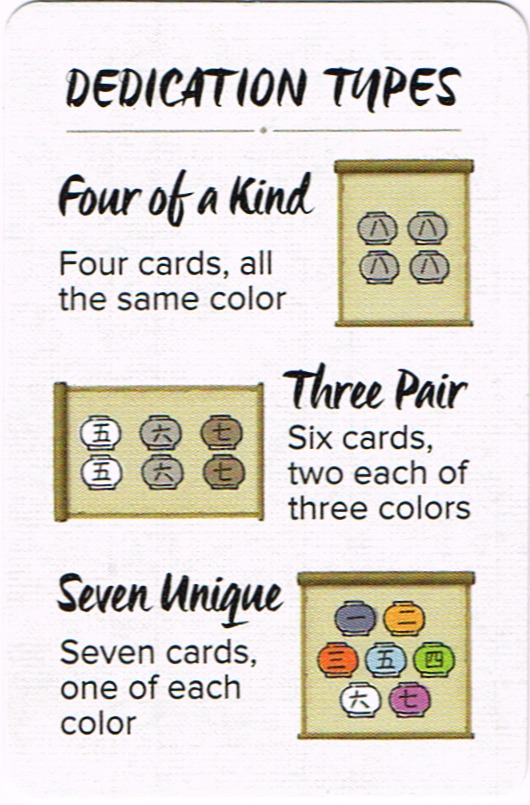 DEDICATION TYPES
Four of a Kind
Four cards, all
the same color
八 八
八 八
Three Pair
Six cards,
two each of
three colors
五 六 七
五 六 七
Seven Unique
Seven cards,
one of each
color
一 二
三 五 四
六 七